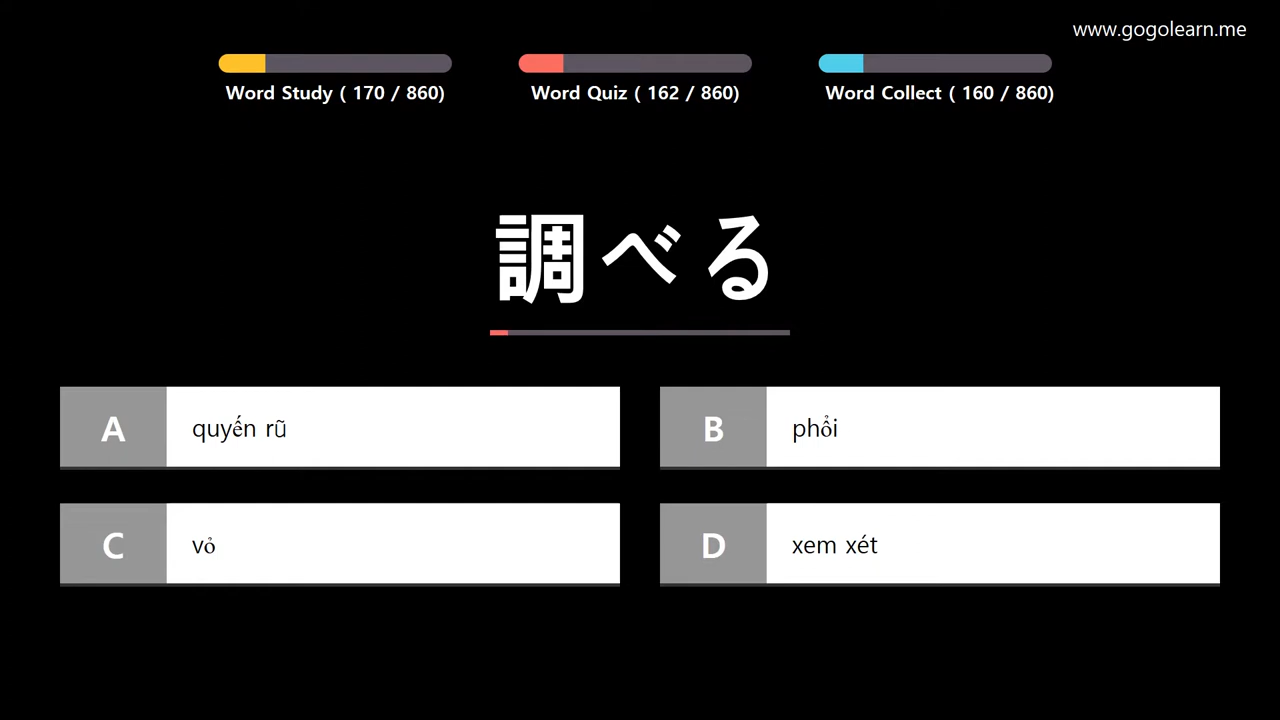 www.gogolearn.me
Word Study ( 170 / 860)
Word Quiz ( 162 / 860)
Word Collect ( 160 / 860)
調べる
A quyến rũ
B phổi
C vỏ
D xem xét